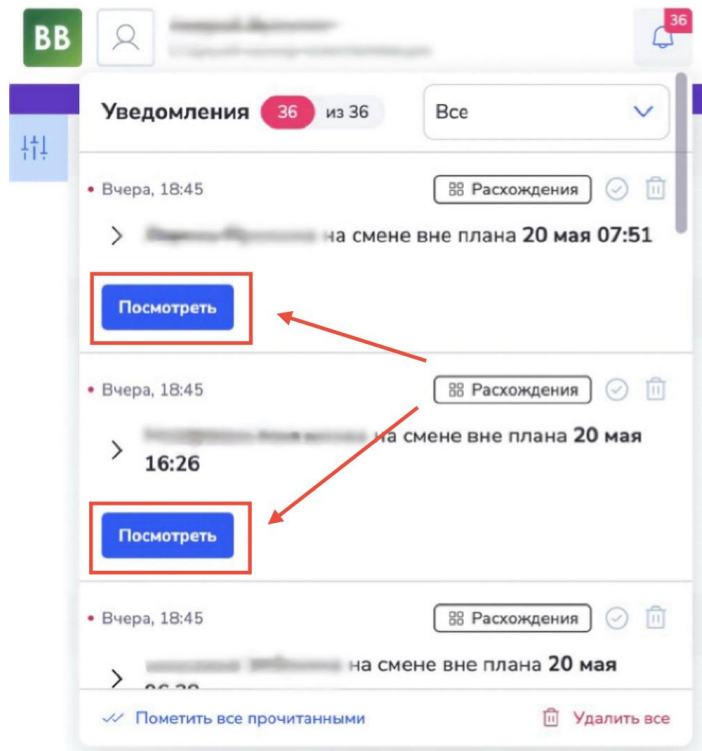 BB
36
Уведомления 36 из 36 Все
Вчера, 18:45 Расхождения
на смене вне плана 20 мая 07:51
Посмотреть
Вчера, 18:45 Расхождения
на смене вне плана 20 мая
16:26
Посмотреть
Вчера, 18:45 Расхождения
на смене вне плана 20 мая
Пометить все прочитанными Удалить все